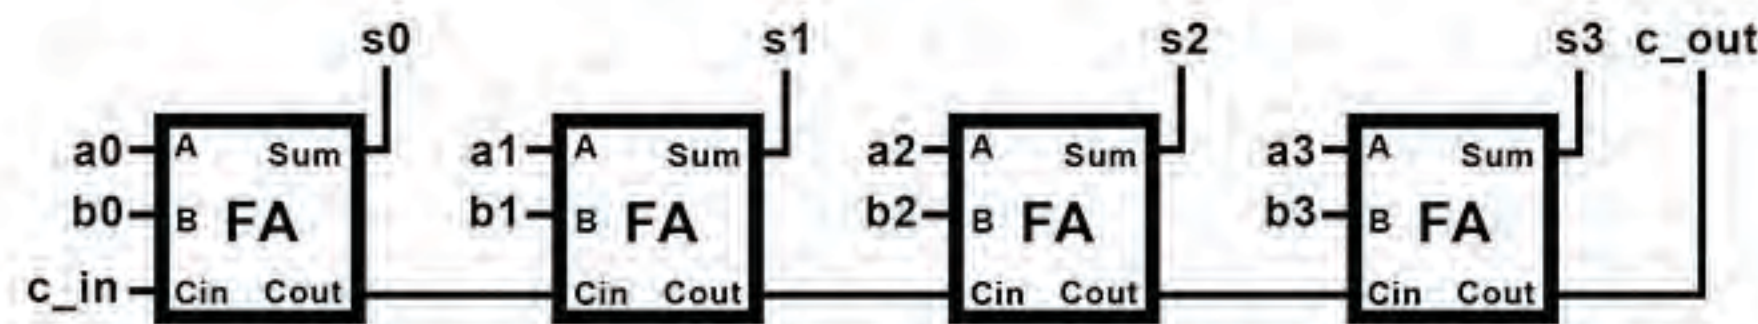 s0 s1 s2 s3 c_out
a0 A Sum a1 A Sum a2 A Sum a3 A Sum
b0 B FA b1 B FA b2 B FA b3 B FA
c_in Cin Cout Cin Cout Cin Cout Cin Cout